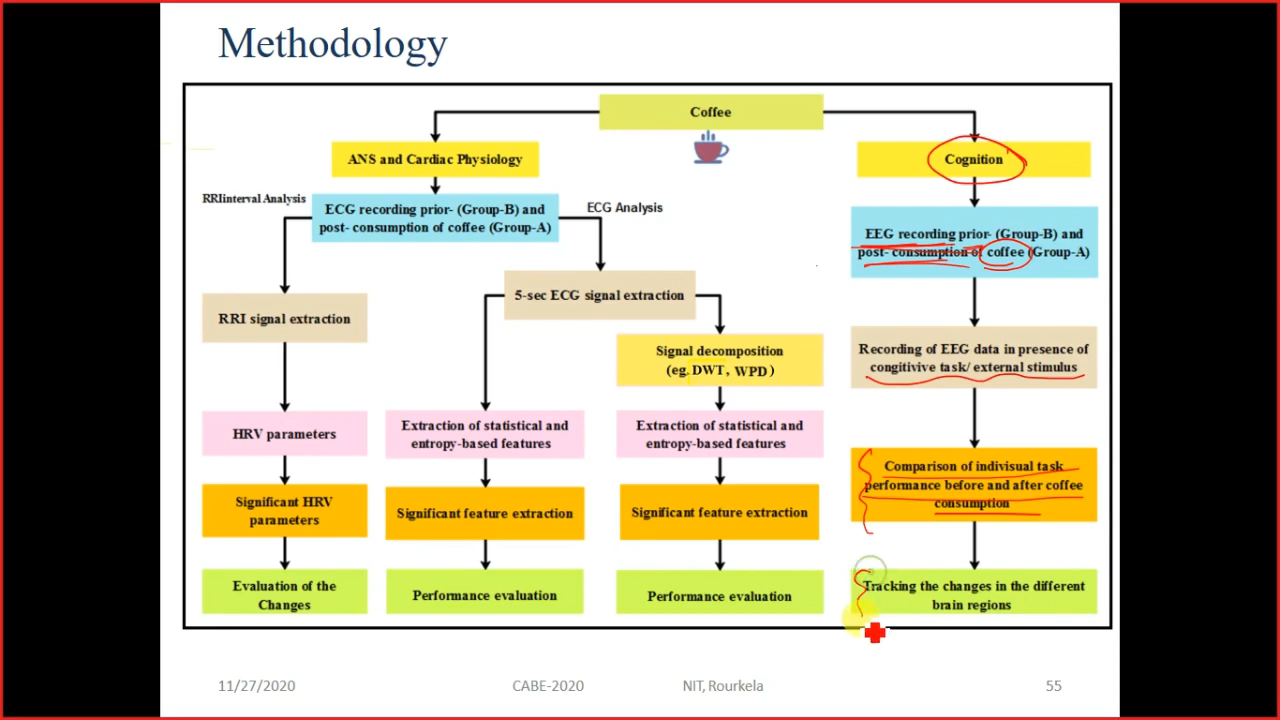 Methodology
Coffee
ANS and Cardiac Physiology
Cognition
RRIinterval Analysis
ECG recording prior- (Group-B) and
post- consumption of coffee (Group-A)
ECG Analysis
EEG recording prior- (Group-B) and
post- consumption of coffee (Group-A)
5-sec ECG signal extraction
RRI signal extraction
Signal decomposition
(eg. DWT, WPD)
Recording of EEG data in presence of
congitivive task/ external stimulus
HRV parameters
Extraction of statistical and
entropy-based features
Extraction of statistical and
entropy-based features
Comparison of indivisual task
performance before and after coffee
consumption
Significant HRV
parameters
Significant feature extraction
Significant feature extraction
Evaluation of the
Changes
Performance evaluation
Performance evaluation
Tracking the changes in the different
brain regions
11/27/2020
CABE-2020
NIT, Rourkela
55